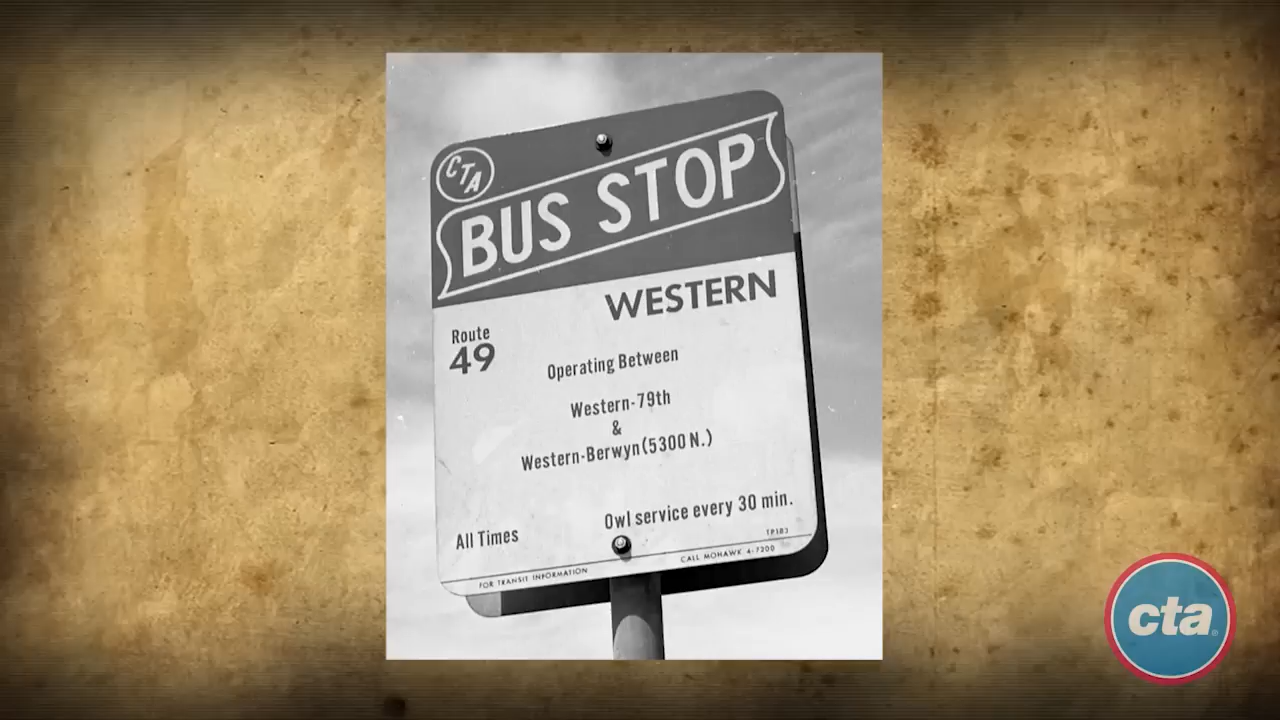 CTA
BUS STOP
WESTERN
Route
49
Operating Between
Western-79th
&
Western-Berwyn (5300 N.)
All Times
Owl service every 30 min.
TP183
FOR TRANSIT INFORMATION
CALL MOHAWK 4-7200
cta